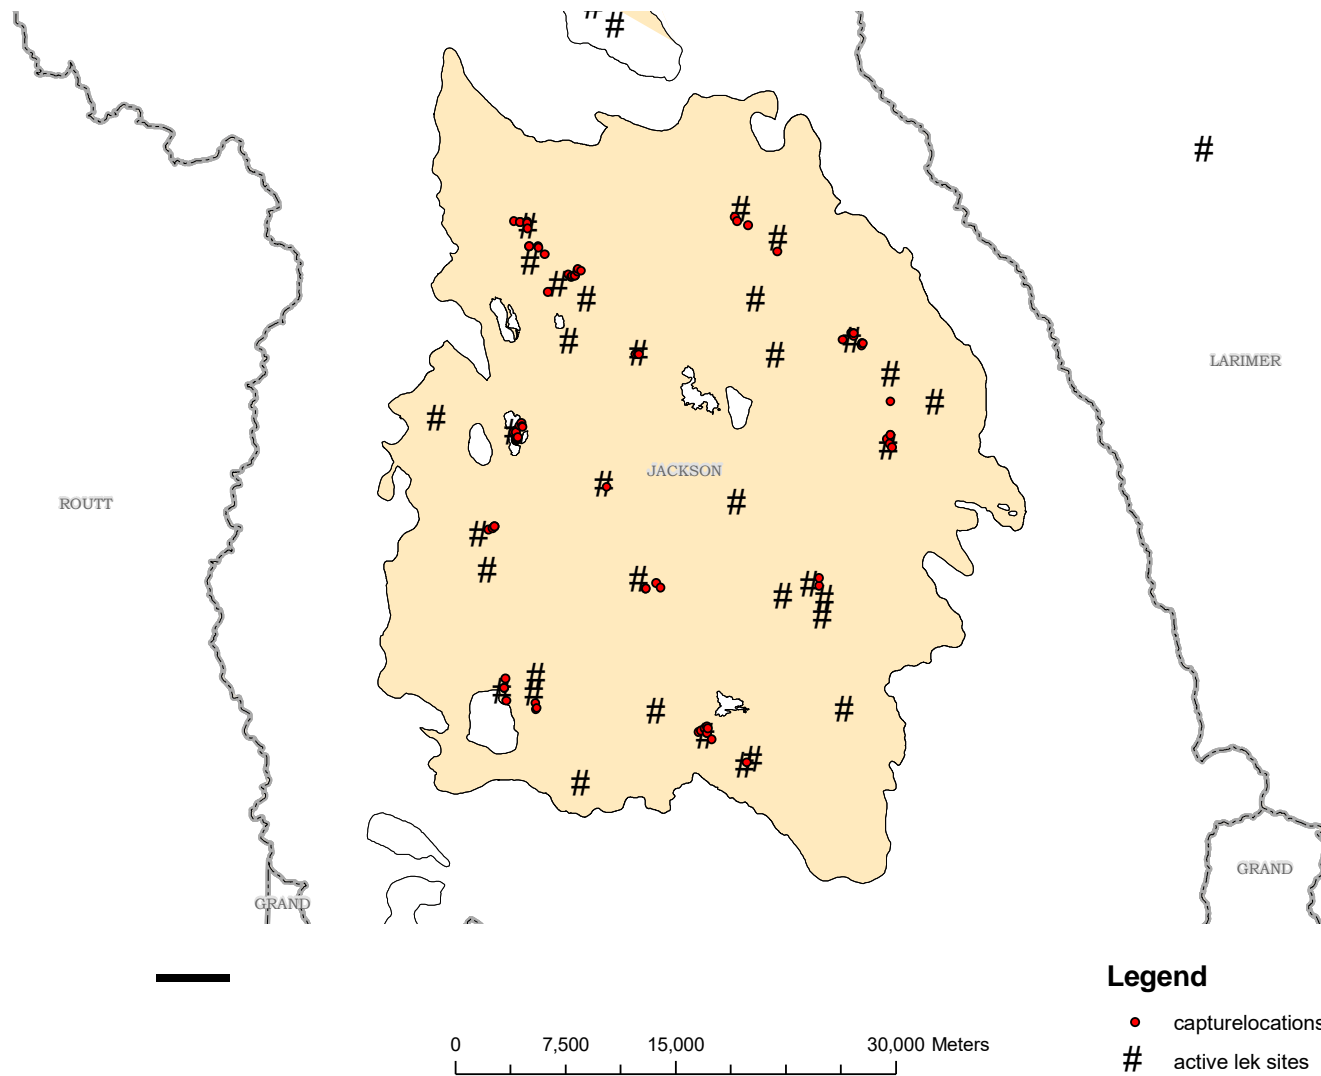 LARIMER
JACKSON
ROUTT
GRAND
GRAND
Legend
capturelocations
# active lek sites
0 7,500 15,000 30,000 Meters